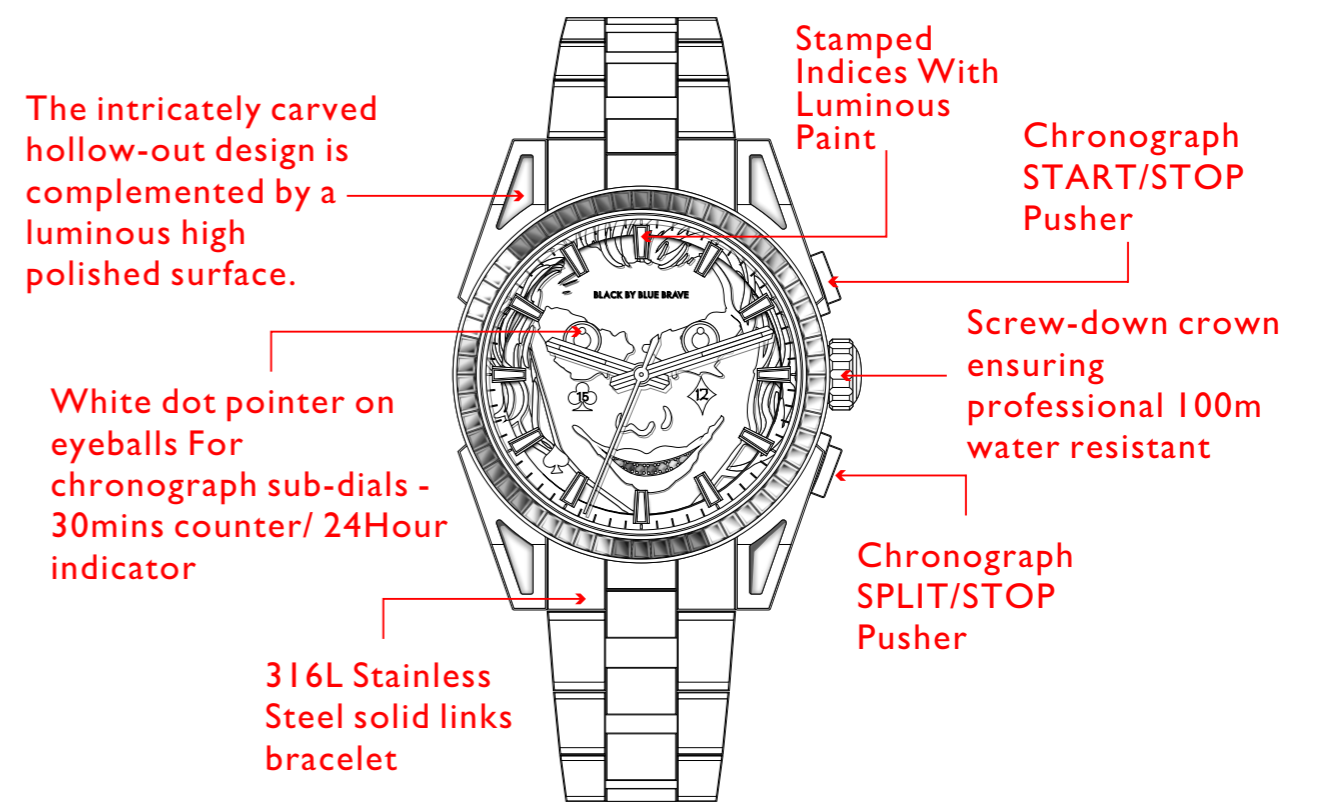 The intricately carved
hollow-out design is
complemented by a
luminous high
polished surface.
Stamped
Indices With
Luminous
Paint
Chronograph
START/STOP
Pusher
BLACK BY BLUE BRAVE
Screw-down crown
ensuring
professional 100m
water resistant
15
12
White dot pointer on
eyeballs For
chronograph sub-dials -
30mins counter/ 24Hour
indicator
Chronograph
SPLIT/STOP
Pusher
316L Stainless
Steel solid links
bracelet